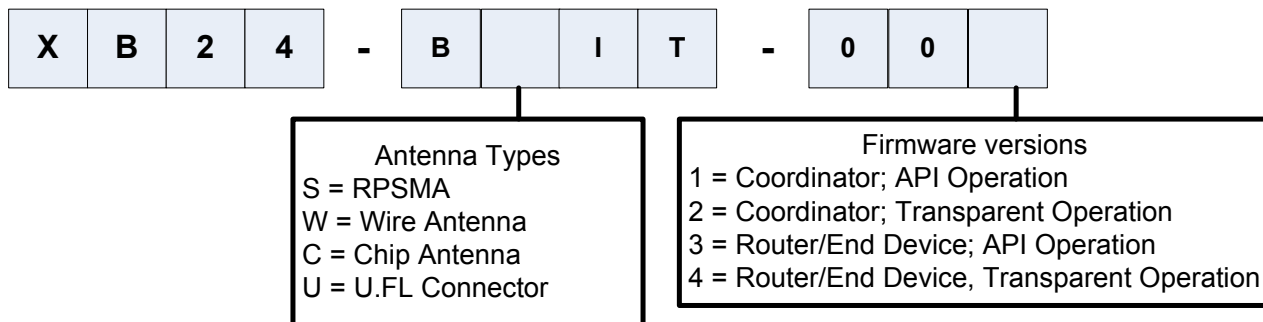 X B 2 4 - B I T - 0 0
Antenna Types
S = RPSMA
W = Wire Antenna
C = Chip Antenna
U = U.FL Connector
Firmware versions
1 = Coordinator; API Operation
2 = Coordinator; Transparent Operation
3 = Router/End Device; API Operation
4 = Router/End Device, Transparent Operation